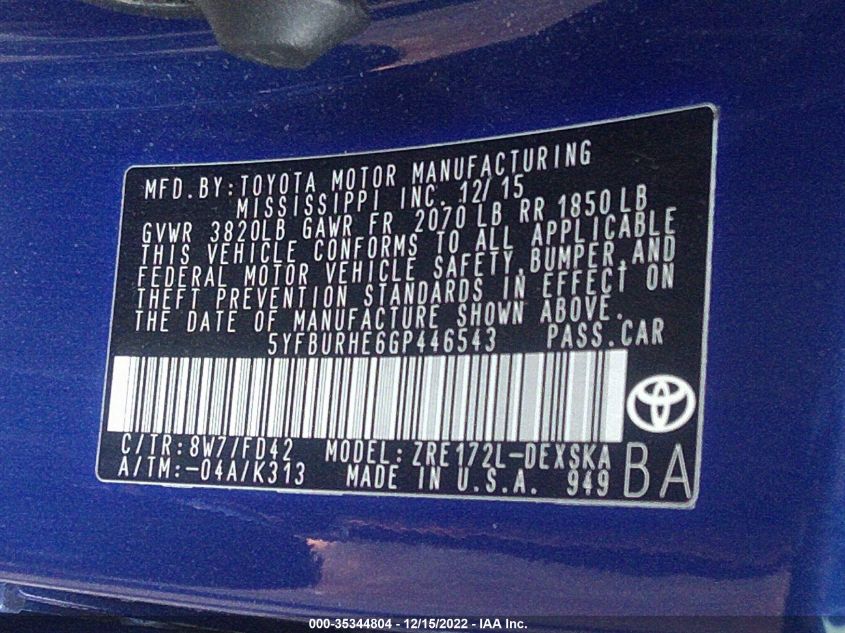 MFD.BY:TOYOTA MOTOR MANUFACTURING
MISSISSIPPI INC. 12/15
GVWR 3820LB GAWR FR 2070 LB RR 1850LB
THIS VEHICLE CONFORMS TO ALL APPLICABLE
FEDERAL MOTOR VEHICLE SAFETY,BUMPER,AND
THEFT PREVENTION STANDARDS IN EFFECT ON
THE DATE OF MANUFACTURE SHOWN ABOVE.
5YFBURHE6GP446543 PASS.CAR
C/TR:8W7/FD42 MODEL:ZRE172L-DEXSKA
A/TM:-04A/K313 MADE IN U.S.A. 949 BA
000-35344804 - 12/15/2022 - IAA Inc.